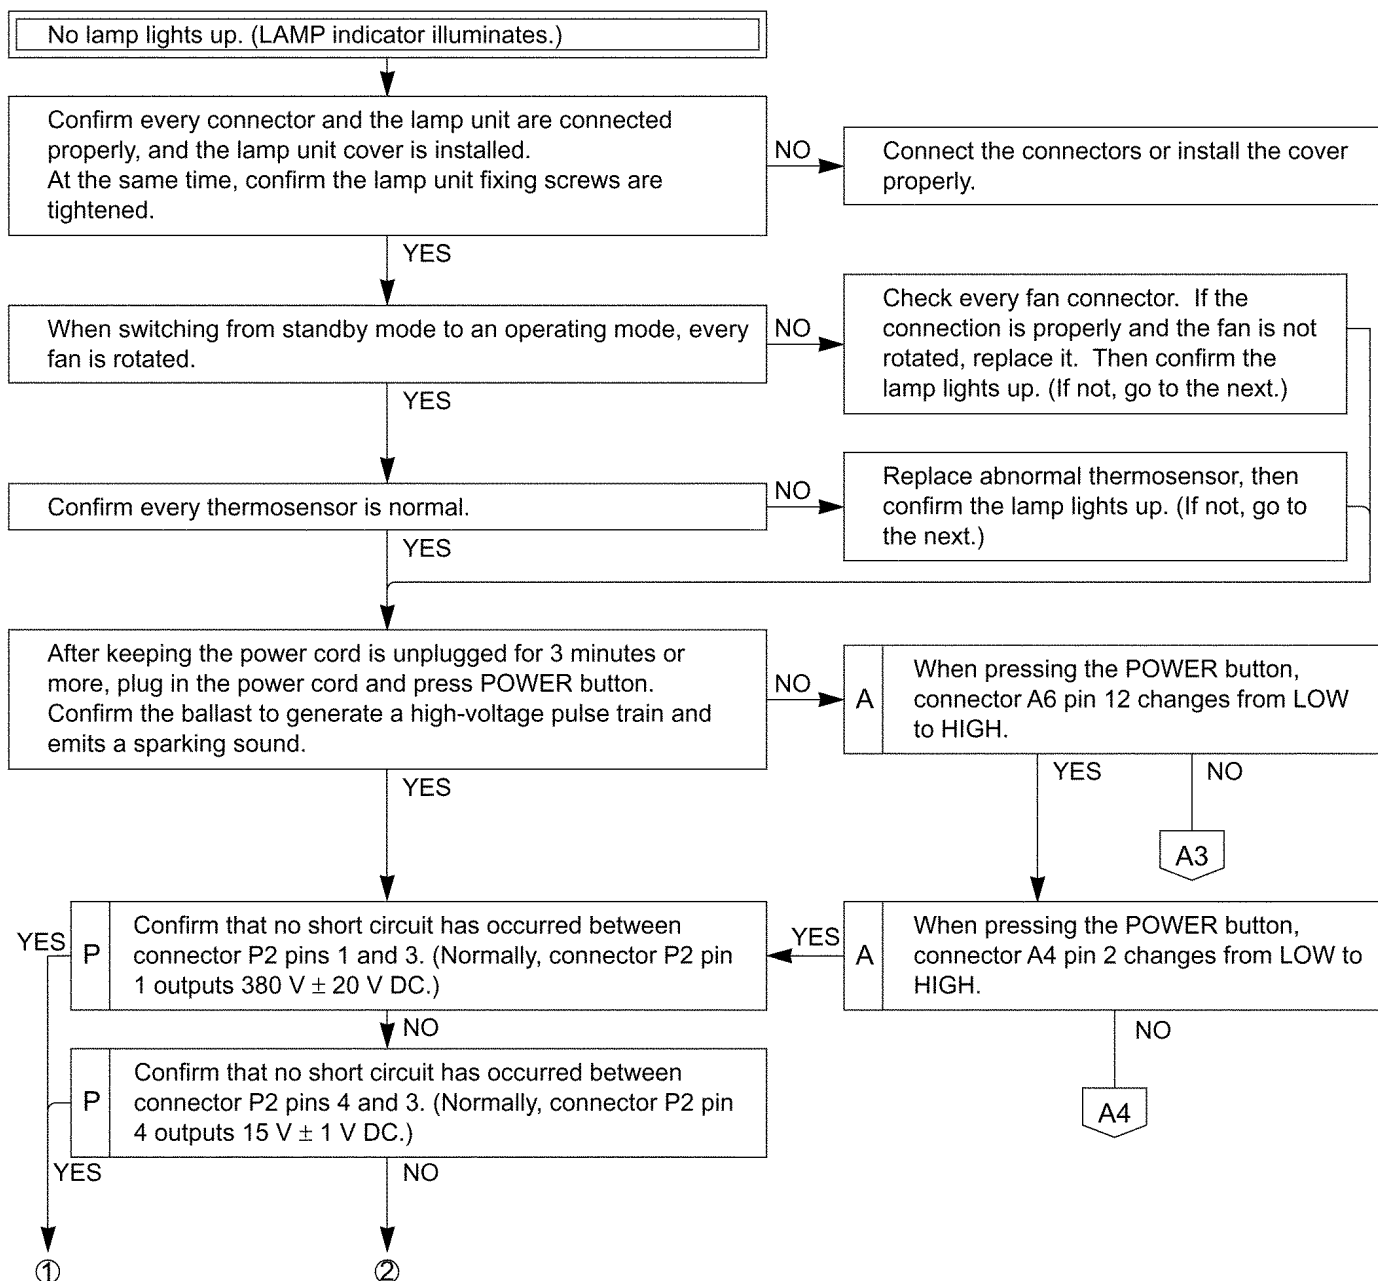 No lamp lights up. (LAMP indicator illuminates.)
Confirm every connector and the lamp unit are connected
properly, and the lamp unit cover is installed.
At the same time, confirm the lamp unit fixing screws are
tightened.
NO
Connect the connectors or install the cover
properly.
YES
When switching from standby mode to an operating mode, every
fan is rotated.
NO
Check every fan connector. If the
connection is properly and the fan is not
rotated, replace it. Then confirm the
lamp lights up. (If not, go to the next.)
YES
Confirm every thermosensor is normal.
NO
Replace abnormal thermosensor, then
confirm the lamp lights up. (If not, go to
the next.)
YES
After keeping the power cord is unplugged for 3 minutes or
more, plug in the power cord and press POWER button.
Confirm the ballast to generate a high-voltage pulse train and
emits a sparking sound.
NO
A
When pressing the POWER button,
connector A6 pin 12 changes from LOW
to HIGH.
YES
YES
NO
A3
YES
P
Confirm that no short circuit has occurred between
connector P2 pins 1 and 3. (Normally, connector P2 pin
1 outputs 380 V ± 20 V DC.)
YES
A
When pressing the POWER button,
connector A4 pin 2 changes from LOW to
HIGH.
NO
NO
P
Confirm that no short circuit has occurred between
connector P2 pins 4 and 3. (Normally, connector P2 pin
4 outputs 15 V ± 1 V DC.)
A4
YES
NO
①
②